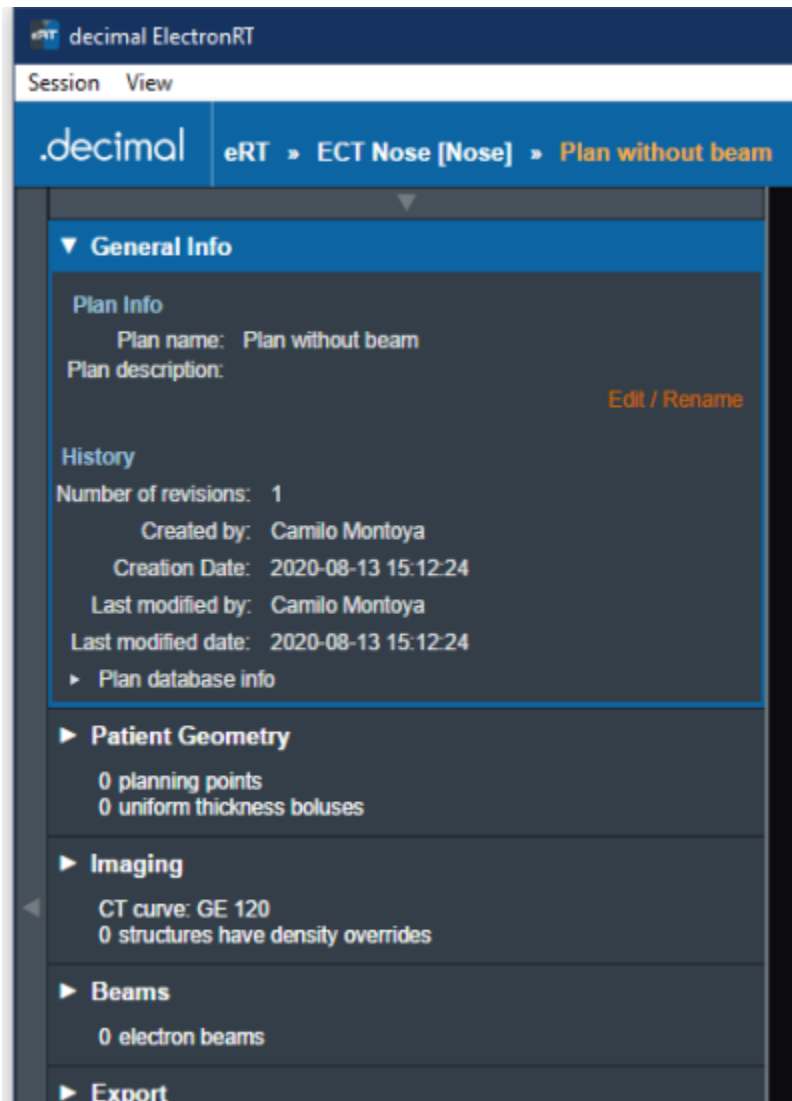 eRT decimal ElectronRT
Session View
.decimal eRT » ECT Nose [Nose] » Plan without beam
General Info
Plan Info
Plan name: Plan without beam
Plan description:
Edit / Rename
History
Number of revisions: 1
Created by: Camilo Montoya
Creation Date: 2020-08-13 15:12:24
Last modified by: Camilo Montoya
Last modified date: 2020-08-13 15:12:24
Plan database info
Patient Geometry
0 planning points
0 uniform thickness boluses
Imaging
CT curve: GE 120
0 structures have density overrides
Beams
0 electron beams
Export